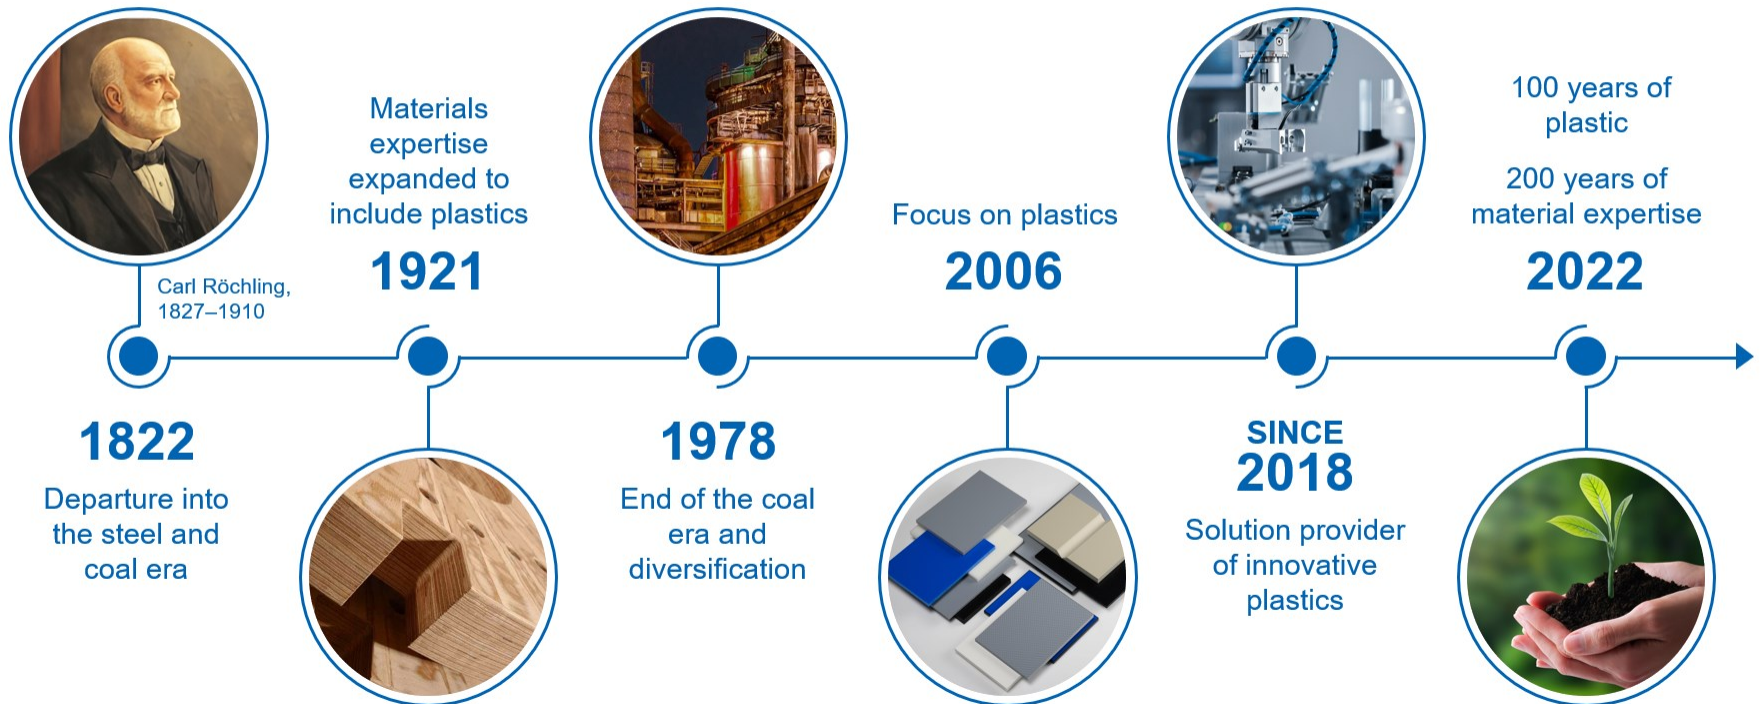 Carl Röchling,
1827–1910
1822
Departure into
the steel and
coal era
Materials
expertise
expanded to
include plastics
1921
1978
End of the coal
era and
diversification
Focus on plastics
2006
SINCE
2018
Solution provider
of innovative
plastics
100 years of
plastic
200 years of
material expertise
2022